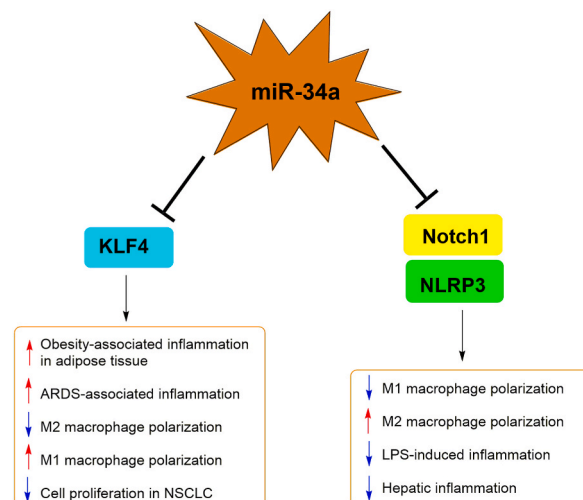 miR-34a
KLF4
Notch1
NLRP3
Obesity-associated inflammation
in adipose tissue
ARDS-associated inflammation
M2 macrophage polarization
M1 macrophage polarization
Cell proliferation in NSCLC
M1 macrophage polarization
M2 macrophage polarization
LPS-induced inflammation
Hepatic inflammation